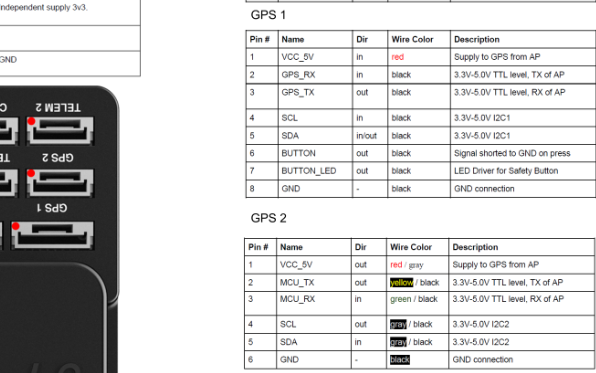 independent supply 3v3.
GND
TELEM 2
GPS 2
GPS 1
GPS 1
Pin # Name Dir Wire Color Description
1 VCC_5V in red Supply to GPS from AP
2 GPS_RX in black 3.3V-5.0V TTL level, TX of AP
3 GPS_TX out black 3.3V-5.0V TTL level, RX of AP
4 SCL in black 3.3V-5.0V I2C1
5 SDA in/out black 3.3V-5.0V I2C1
6 BUTTON out black Signal shorted to GND on press
7 BUTTON_LED out black LED Driver for Safety Button
8 GND - black GND connection
GPS 2
Pin # Name Dir Wire Color Description
1 VCC_5V out red / gray Supply to GPS from AP
2 MCU_TX out yellow / black 3.3V-5.0V TTL level, TX of AP
3 MCU_RX in green / black 3.3V-5.0V TTL level, RX of AP
4 SCL out gray / black 3.3V-5.0V I2C2
5 SDA in gray / black 3.3V-5.0V I2C2
6 GND - black GND connection